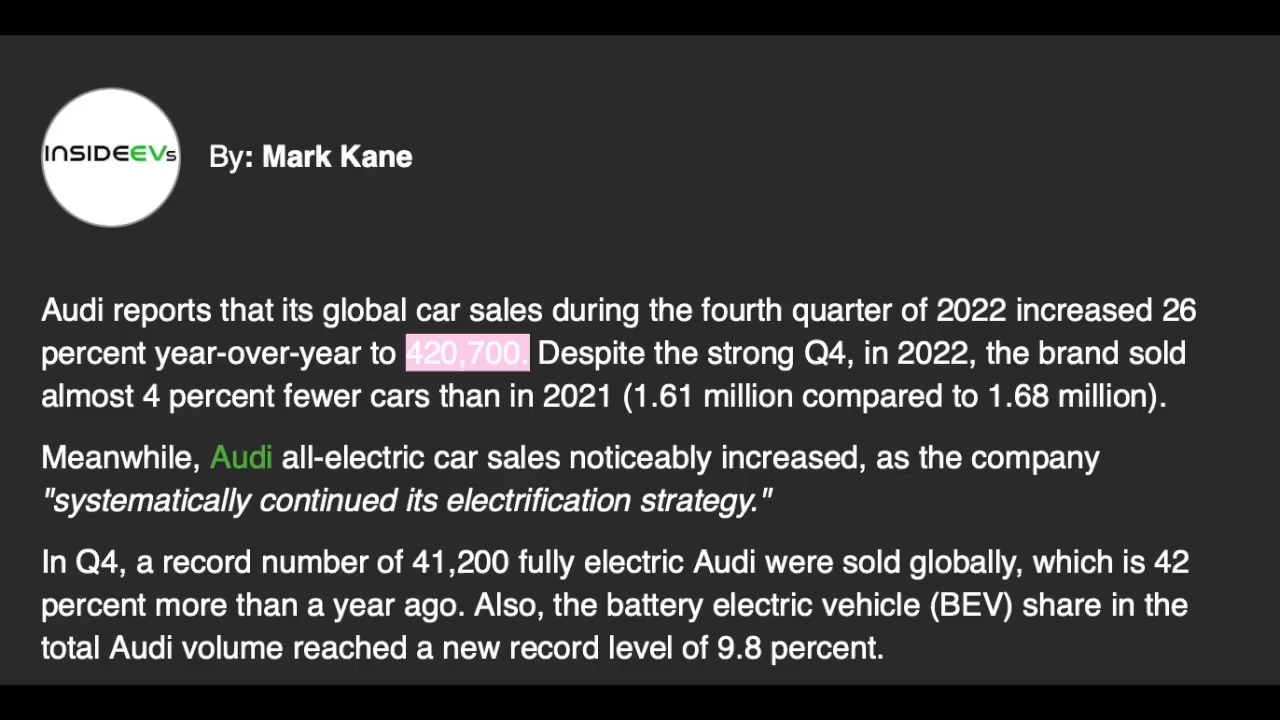 INSIDEEVs
By: Mark Kane
Audi reports that its global car sales during the fourth quarter of 2022 increased 26
percent year-over-year to 420,700. Despite the strong Q4, in 2022, the brand sold
almost 4 percent fewer cars than in 2021 (1.61 million compared to 1.68 million).
Meanwhile, Audi all-electric car sales noticeably increased, as the company
"systematically continued its electrification strategy."
In Q4, a record number of 41,200 fully electric Audi were sold globally, which is 42
percent more than a year ago. Also, the battery electric vehicle (BEV) share in the
total Audi volume reached a new record level of 9.8 percent.